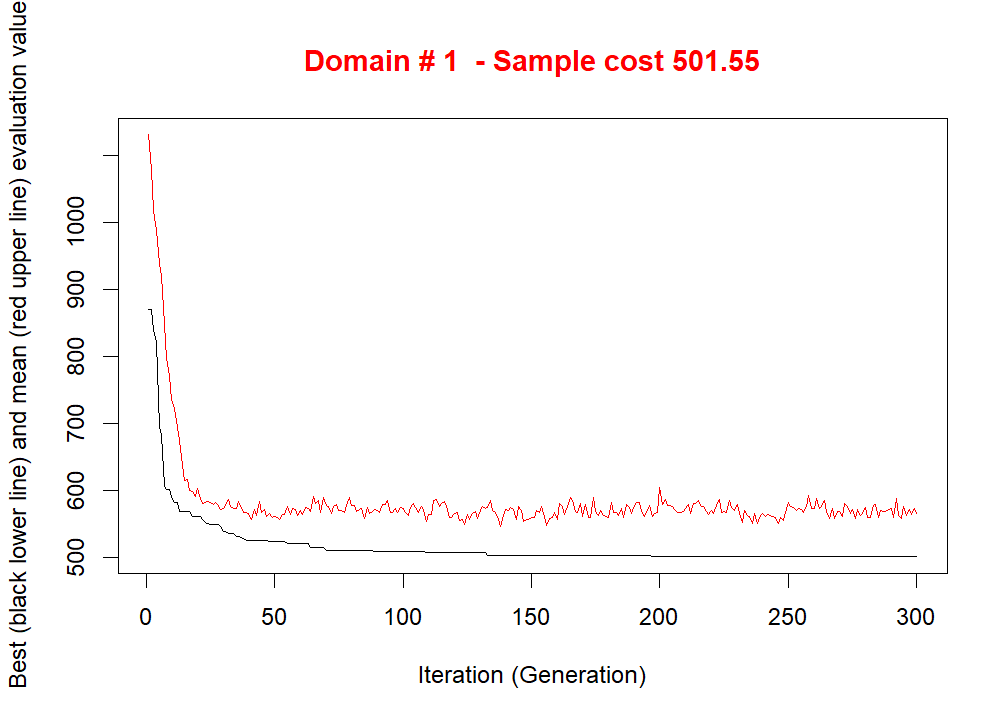 Domain # 1  - Sample cost 501.55
Best (black lower line) and mean (red upper line) evaluation value
1000
900
800
700
600
500
0 50 100 150 200 250 300
Iteration (Generation)